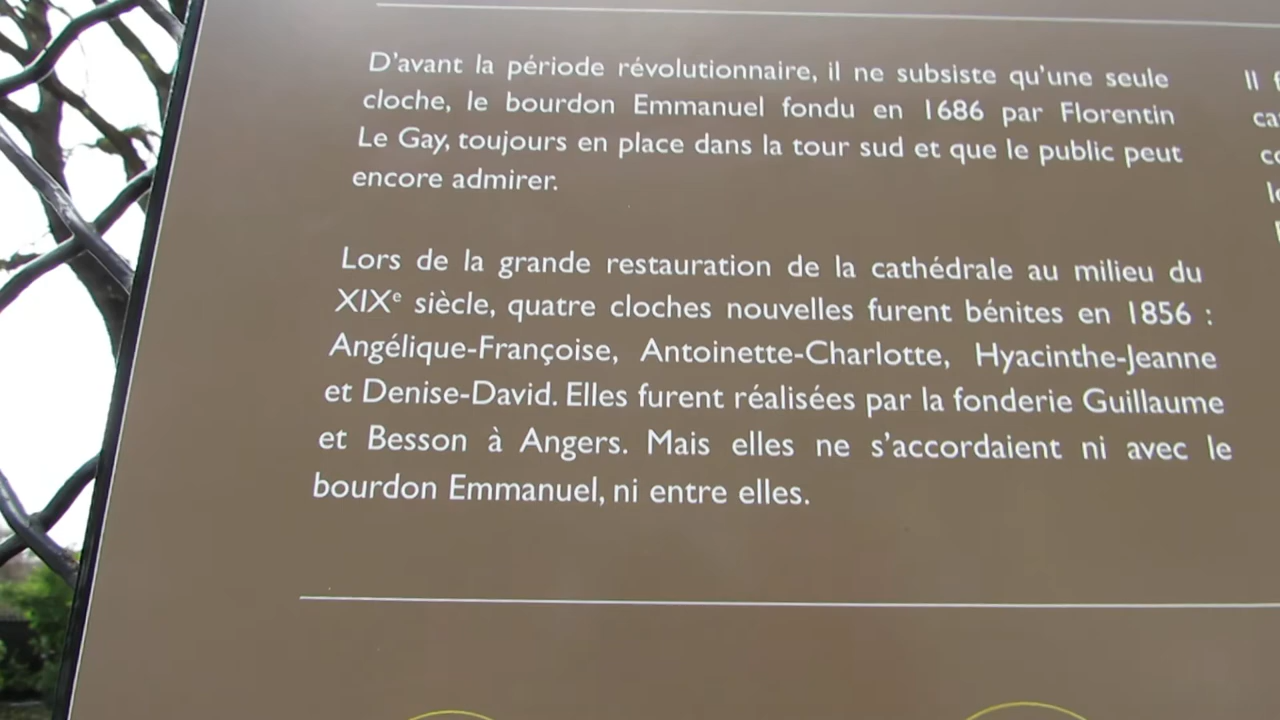 D'avant la période révolutionnaire, il ne subsiste qu'une seule
cloche, le bourdon Emmanuel fondu en 1686 par Florentin
Le Gay, toujours en place dans la tour sud et que le public peut
encore admirer.
Lors de la grande restauration de la cathédrale au milieu du
XIXe siècle, quatre cloches nouvelles furent bénites en 1856 :
Angélique-Françoise, Antoinette-Charlotte, Hyacinthe-Jeanne
et Denise-David. Elles furent réalisées par la fonderie Guillaume
et Besson à Angers. Mais elles ne s'accordaient ni avec le
bourdon Emmanuel, ni entre elles.
Il